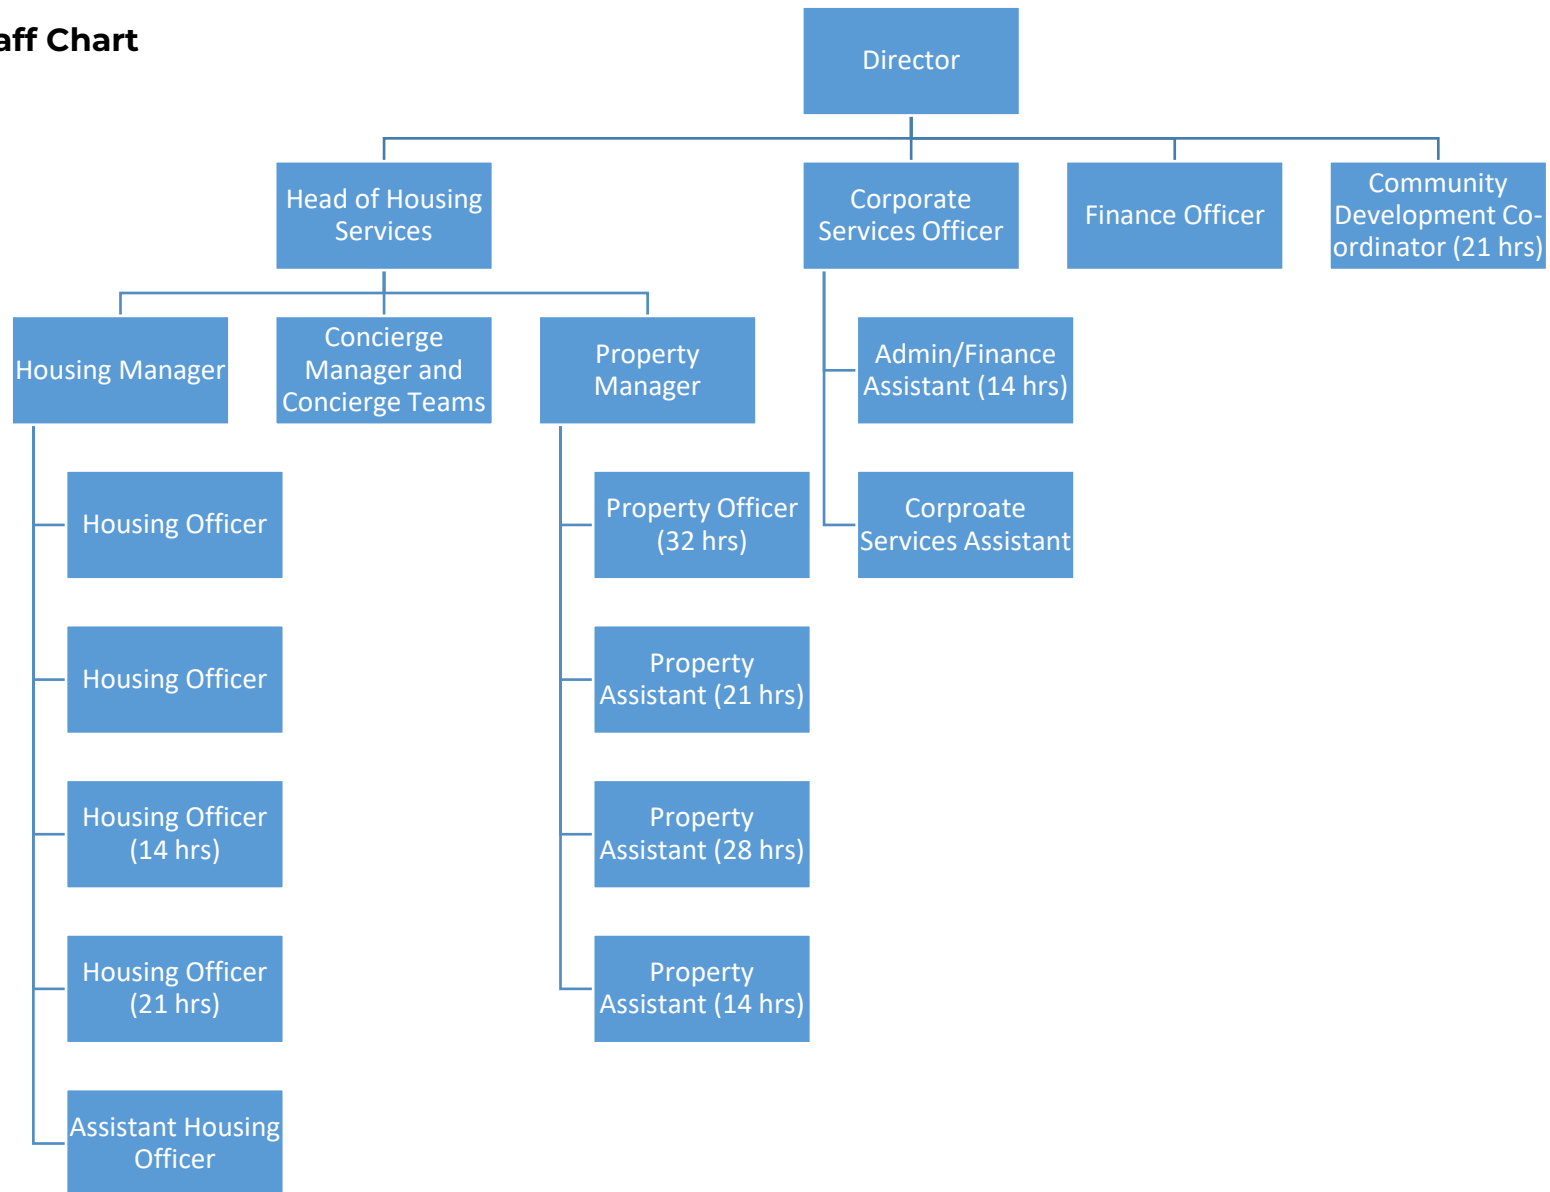 aff Chart
Director
Head of Housing
Services
Corporate
Services Officer
Finance Officer
Community
Development Co-
ordinator (21 hrs)
Housing Manager
Concierge
Manager and
Concierge Teams
Property
Manager
Admin/Finance
Assistant (14 hrs)
Housing Officer
Property Officer
(32 hrs)
Corproate
Services Assistant
Housing Officer
Property
Assistant (21 hrs)
Housing Officer
(14 hrs)
Property
Assistant (28 hrs)
Housing Officer
(21 hrs)
Property
Assistant (14 hrs)
Assistant Housing
Officer